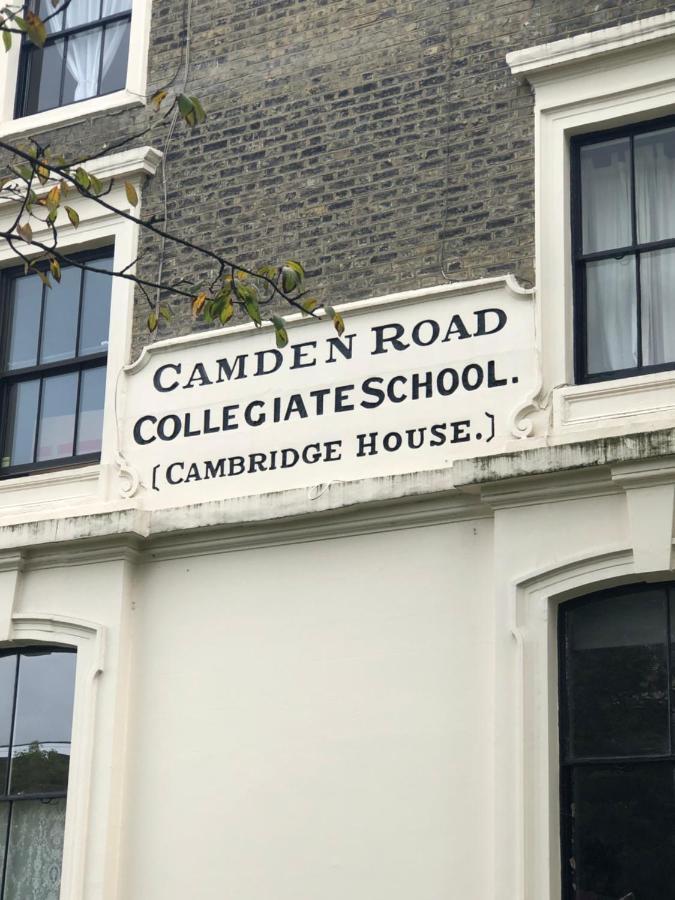 CAMDEN ROAD
COLLEGIATE SCHOOL.
[CAMBRIDGE HOUSE.]